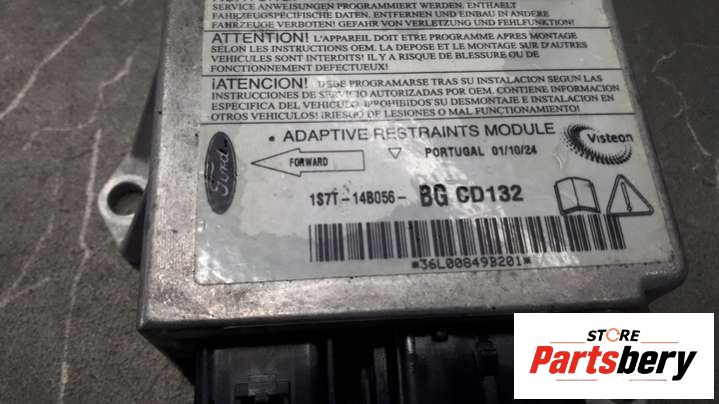 SERVICE ANWEISUNGEN PROGRAMMIERT WERDEN, ENTHAELT
FAHRZEUGSPEZIFISCHE DATEN, ENTFERNEN UND EINBAU IN ANDERE
FAHRZEUGE VERBOTEN! GEFAHR VON VERLETZUNG UND FEHLFUNKTION!
ATTENTION! L'APPAREIL DOIT ETRE PROGRAMME APRES MONTAGE
SELON LES INSTRUCTIONS OEM. LA DEPOSE ET LE MONTAGE SUR D'AUTRES
VEHICULES SONT INTERDITS! IL Y A RISQUE DE BLESSURE OU DE
FONCTIONNEMENT DEFECTUEUX!
¡ATENCION! DEBE PROGRAMARSE TRAS SU INSTALACION SEGUN LAS
INSTRUCCIONES DE SERVICIO AUTORIZADAS POR OEM. CONTIENE INFORMACION
ESPECIFICA DEL VEHICULO. ¡PROHIBIDOS SU DESMONTAJE E INSTALACION EN
OTROS VEHICULOS! ¡RIESGO DE LESIONES O MAL FUNCIONAMIENTO!
• ADAPTIVE RESTRAINTS MODULE
Visteon
Ford
FORWARD
PORTUGAL 01/10/24
1S7T-14B056- BG CD132
*36L00849B201*
STORE
Partsbery